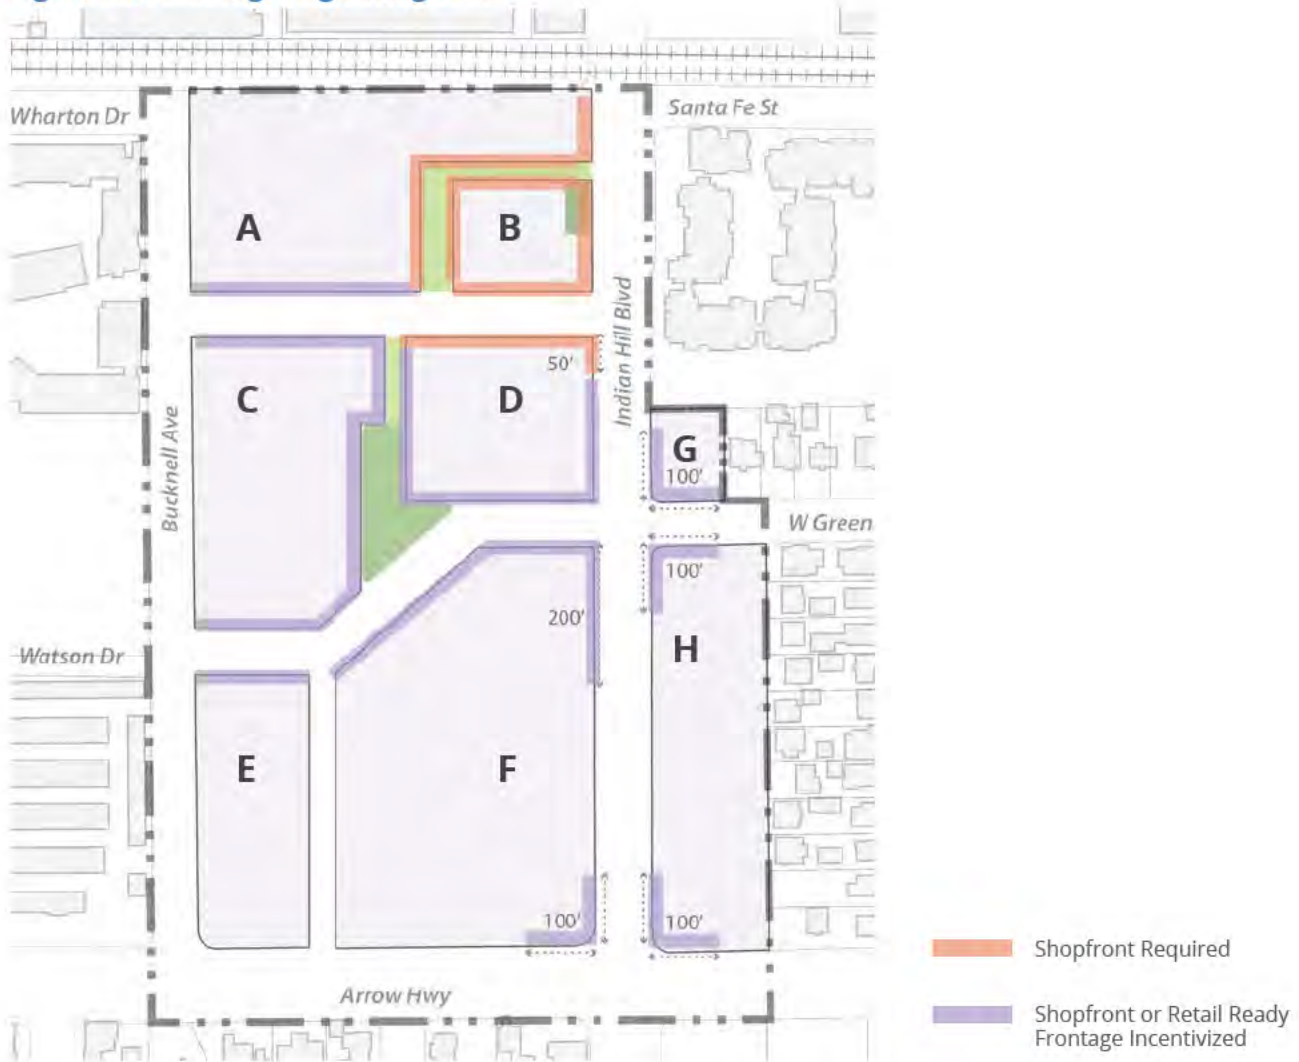 Wharton Dr
Santa Fe St
A
B
Indian Hill Blvd
50'
C
D
Bucknell Ave
G
100'
W Green
100'
200'
H
Watson Dr
E
F
100'
100'
Shopfront Required
Arrow Hwy
Shopfront or Retail Ready
Frontage Incentivized